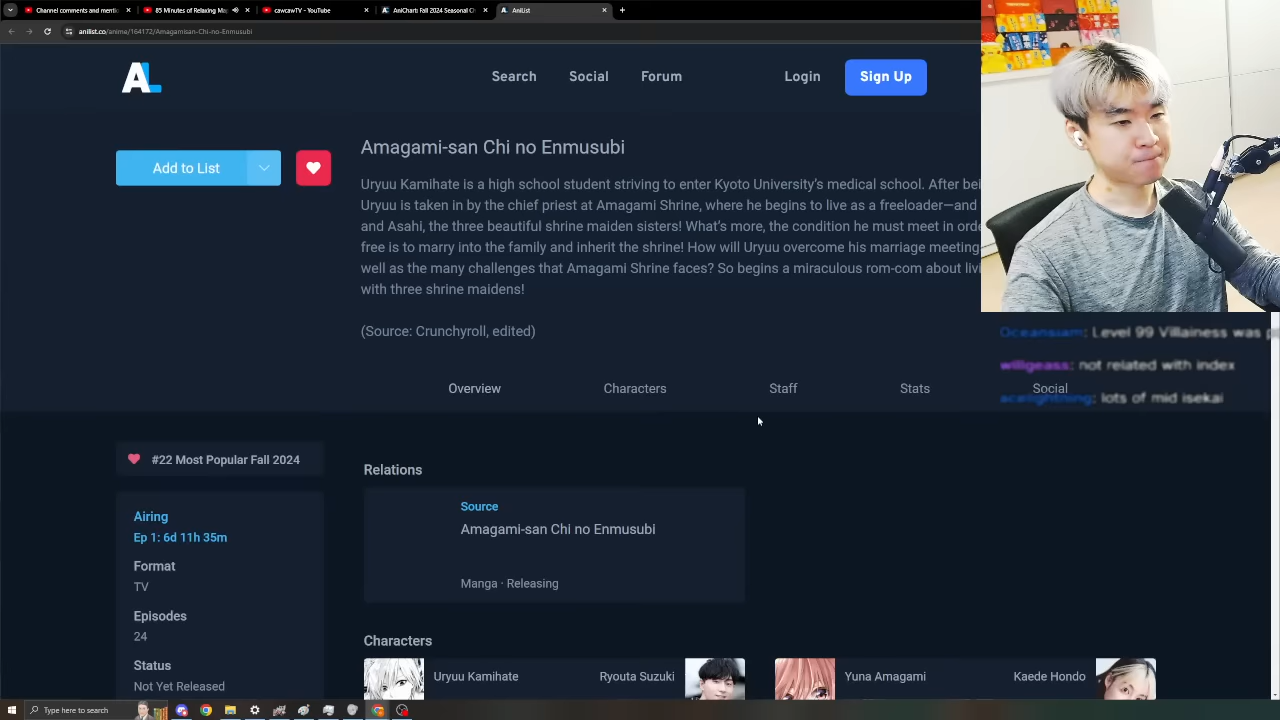 Channel comments and menti
85 Minutes of Relaxing Ma
cavcawTV - YouTube
AniChart: Fall 2024 Seasonal C
AniList
anilist.co/anime/164172/Amagamisan-Chi-no-Enmusubi
AL
Search
Social
Forum
Login
Sign Up
Add to List
Amagami-san Chi no Enmusubi
Uryuu Kamihate is a high school student striving to enter Kyoto University's medical school. After bei
Uryuu is taken in by the chief priest at Amagami Shrine, where he begins to live as a freeloader—and
and Asahi, the three beautiful shrine maiden sisters! What's more, the condition he must meet in orde
free is to marry into the family and inherit the shrine! How will Uryuu overcome his marriage meeting
well as the many challenges that Amagami Shrine faces? So begins a miraculous rom-com about livi
with three shrine maidens!
(Source: Crunchyroll, edited)
Oceansiam: Level 99 Villainess was
willgeass: not related with index
acelightning: lots of mid isekai
Overview
Characters
Staff
Stats
Social
#22 Most Popular Fall 2024
Airing
Ep 1: 6d 11h 35m
Format
TV
Episodes
24
Status
Not Yet Released
Relations
Source
Amagami-san Chi no Enmusubi
Manga · Releasing
Characters
Uryuu Kamihate
Ryouta Suzuki
Yuna Amagami
Kaede Hondo
Type here to search